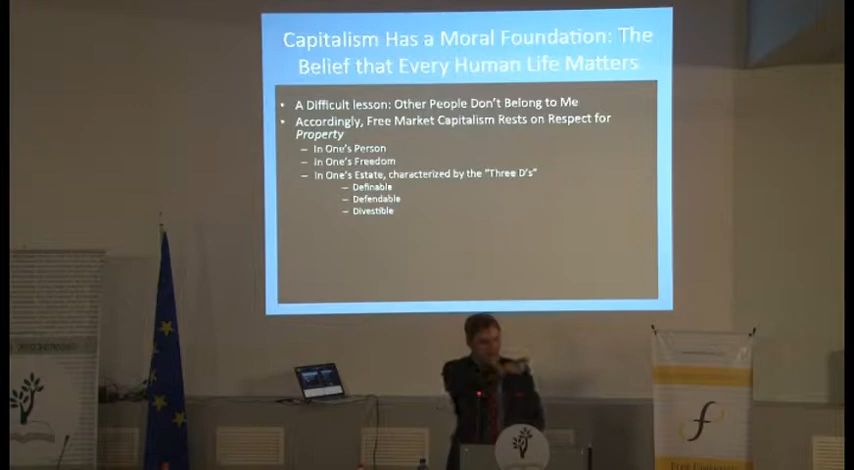 Capitalism Has a Moral Foundation: The
Belief that Every Human Life Matters
• A Difficult lesson: Other People Don't Belong to Me
• Accordingly, Free Market Capitalism Rests on Respect for
Property
– In One's Person
– In One's Freedom
– In One's Estate, characterized by the "Three D's"
– Definable
– Defendable
– Divestible
f